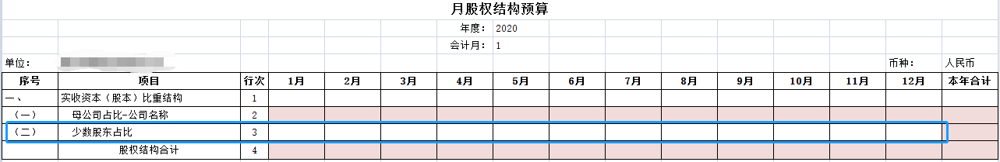 月股权结构预算
年度： 2020
会计月： 1
单位： 币种： 人民币
序号 项目 行次 1月 2月 3月 4月 5月 6月 7月 8月 9月 10月 11月 12月 本年合计
一、 实收资本（股本）比重结构 1
（一） 母公司占比-公司名称 2
（二） 少数股东占比 3
股权结构合计 4